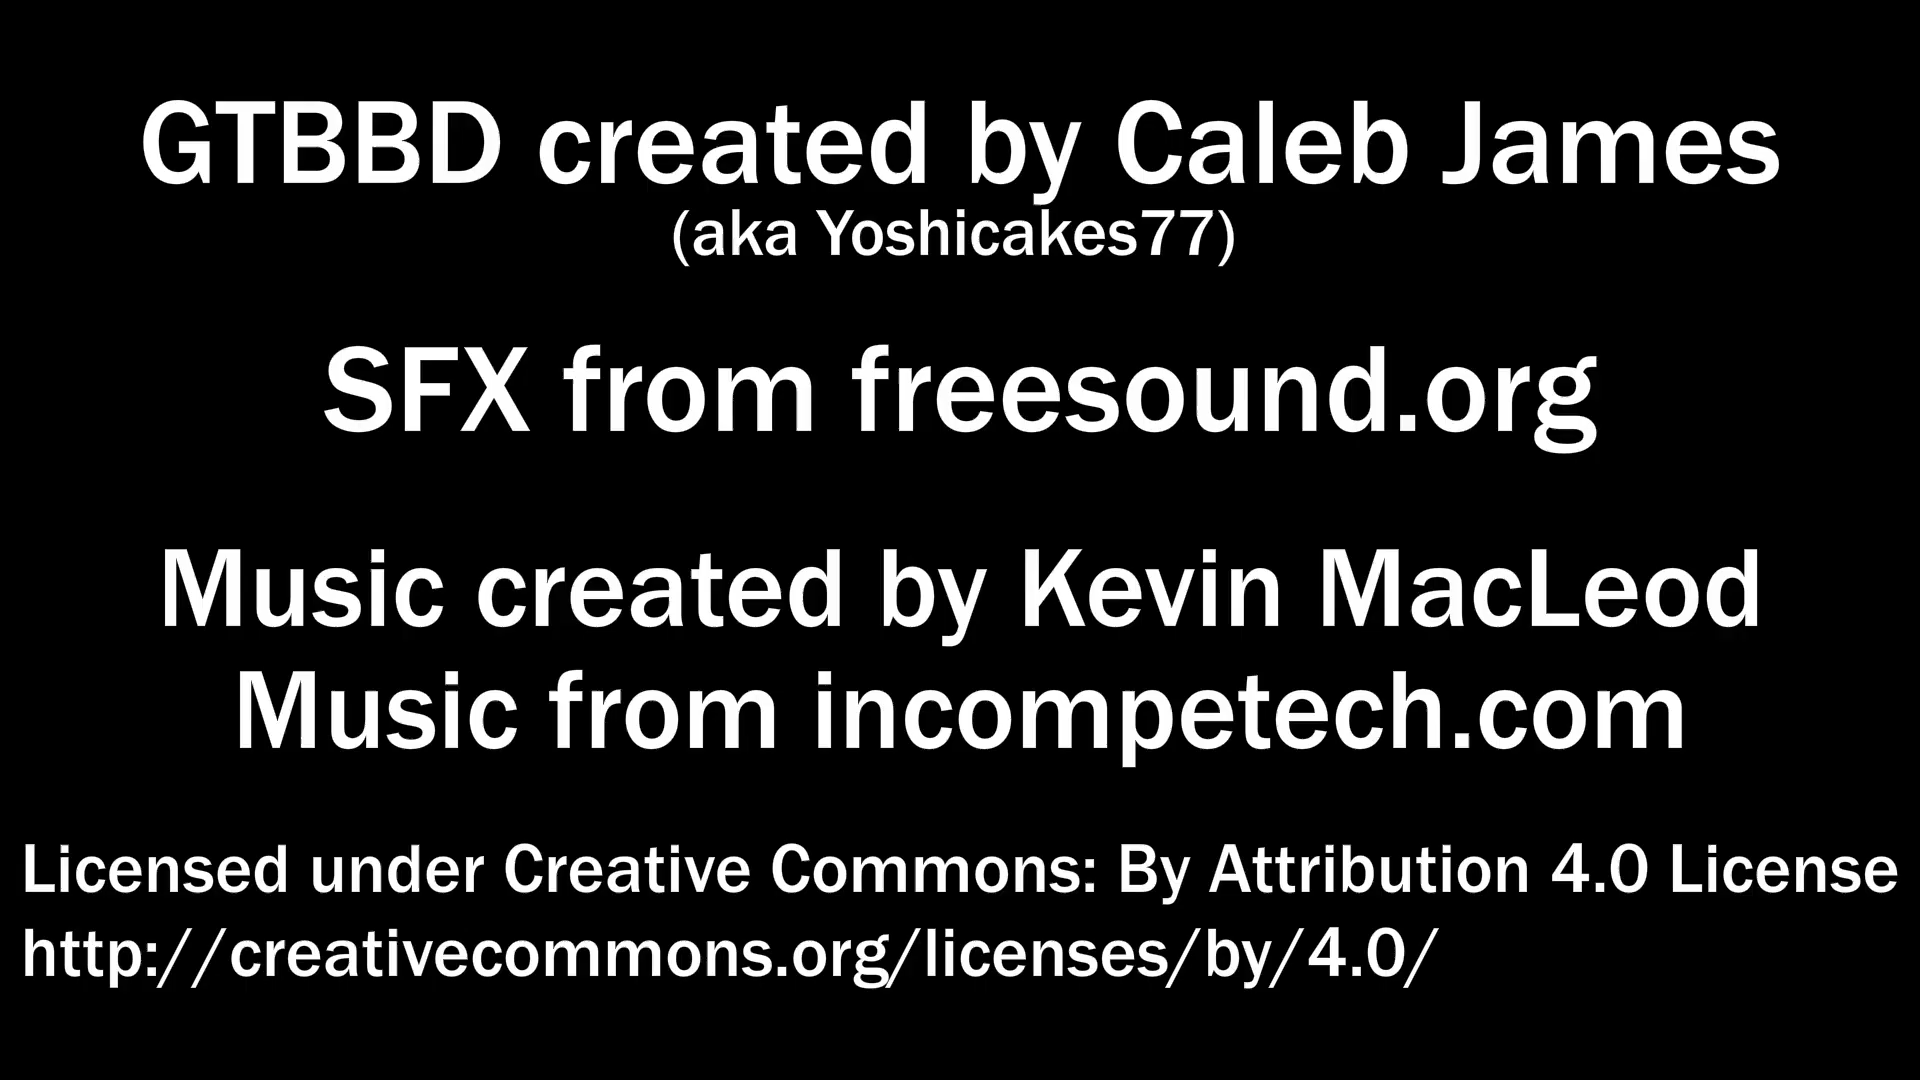 GTBBD created by Caleb James
(aka Yoshicakes77)
SFX from freesound.org
Music created by Kevin MacLeod
Music from incompetech.com
Licensed under Creative Commons: By Attribution 4.0 License
http://creativecommons.org/licenses/by/4.0/